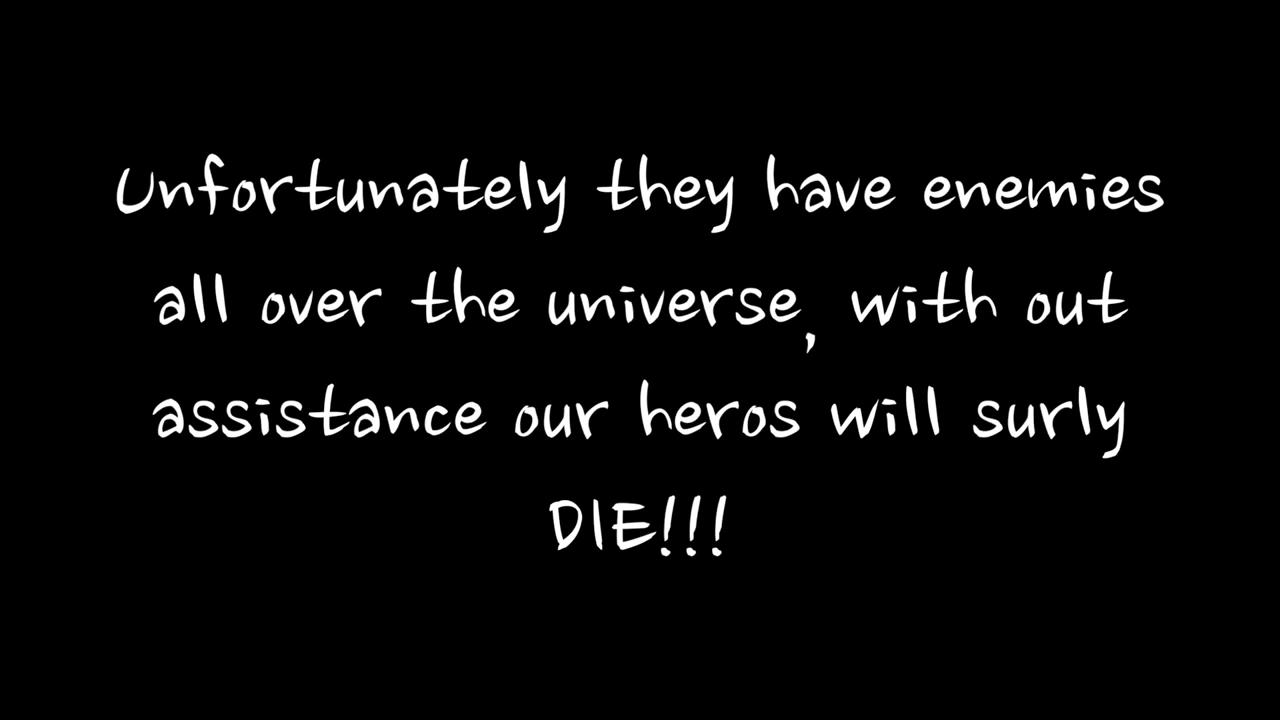 Unfortunately they have enemies
all over the universe, with out
assistance our heros will surly
DIE!!!